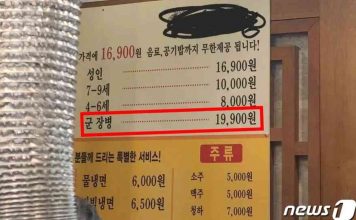 가격에 16,900원 음료,공기밥까지 무한제공 됩니다!
성인 16,900원
7-9세 10,000원
4-6세 8,000원
군 장병 19,900원
분들께 드리는 특별한 서비스!
물냉면 6,000원
비빔냉면 6,500원
주류
소주 5,000원
맥주 5,000원
청하 7,000원
뉴스1